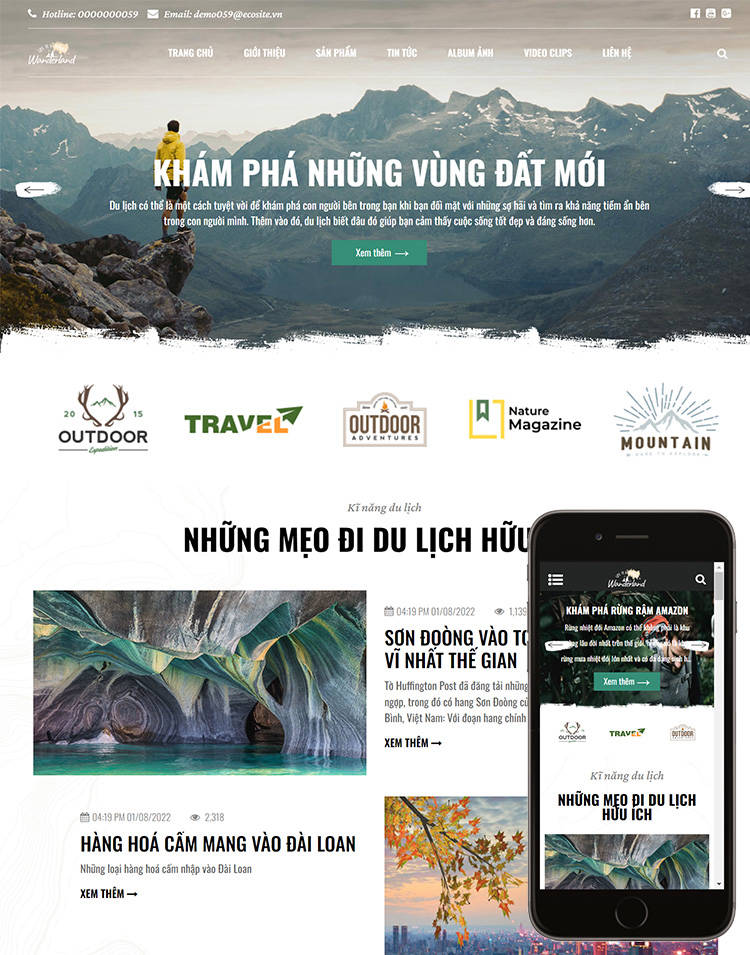 Hotline: 0000000059 Email: demo059@ecosite.vn
Wanderland
TRANG CHỦ GIỚI THIỆU SẢN PHẨM TIN TỨC ALBUM ẢNH VIDEO CLIPS LIÊN HỆ
KHÁM PHÁ NHỮNG VÙNG ĐẤT MỚI
Du lịch có thể là một cách tuyệt vời để khám phá con người bên trong bạn khi bạn đối mặt với những sợ hãi và tìm ra khả năng tiềm ẩn bên
trong con người mình. Thêm vào đó, du lịch biết đâu đó giúp bạn cảm thấy cuộc sống tốt đẹp và đáng sống hơn.
Xem thêm
20 15
OUTDOOR
Expedition
TRAVEL
OUTDOOR
ADVENTURES
Nature
Magazine
MOUNTAIN
Kĩ năng du lịch
NHỮNG MẸO ĐI DU LỊCH HỮU
04:19 PM 01/08/2022 1,139
SƠN ĐOÒNG VÀO
VĨ NHẤT THẾ GIAN
Tờ Huffington Post đã đăng tải những
ngợp, trong đó có hang Sơn Đoòng
Bình, Việt Nam: Với đoạn hang chính
XEM THÊM
04:19 PM 01/08/2022 2,318
HÀNG HOÁ CẤM MANG VÀO ĐÀI LOAN
Những loại hàng hoá cấm nhập vào Đài Loan
XEM THÊM
Wanderland
KHÁM PHÁ RỪNG RẬM AMAZON
Rừng nhiệt đới Amazon có thể không phải là khu
rừng lâu đời nhất trên thế giới,
rừng mưa nhiệt đới lớn nhất và có đa dạng sinh h...
Xem thêm
OUTDOOR
TRAVEL
OUTDOOR
Kĩ năng du lịch
NHỮNG MẸO ĐI DU LỊCH
HỮU ÍCH